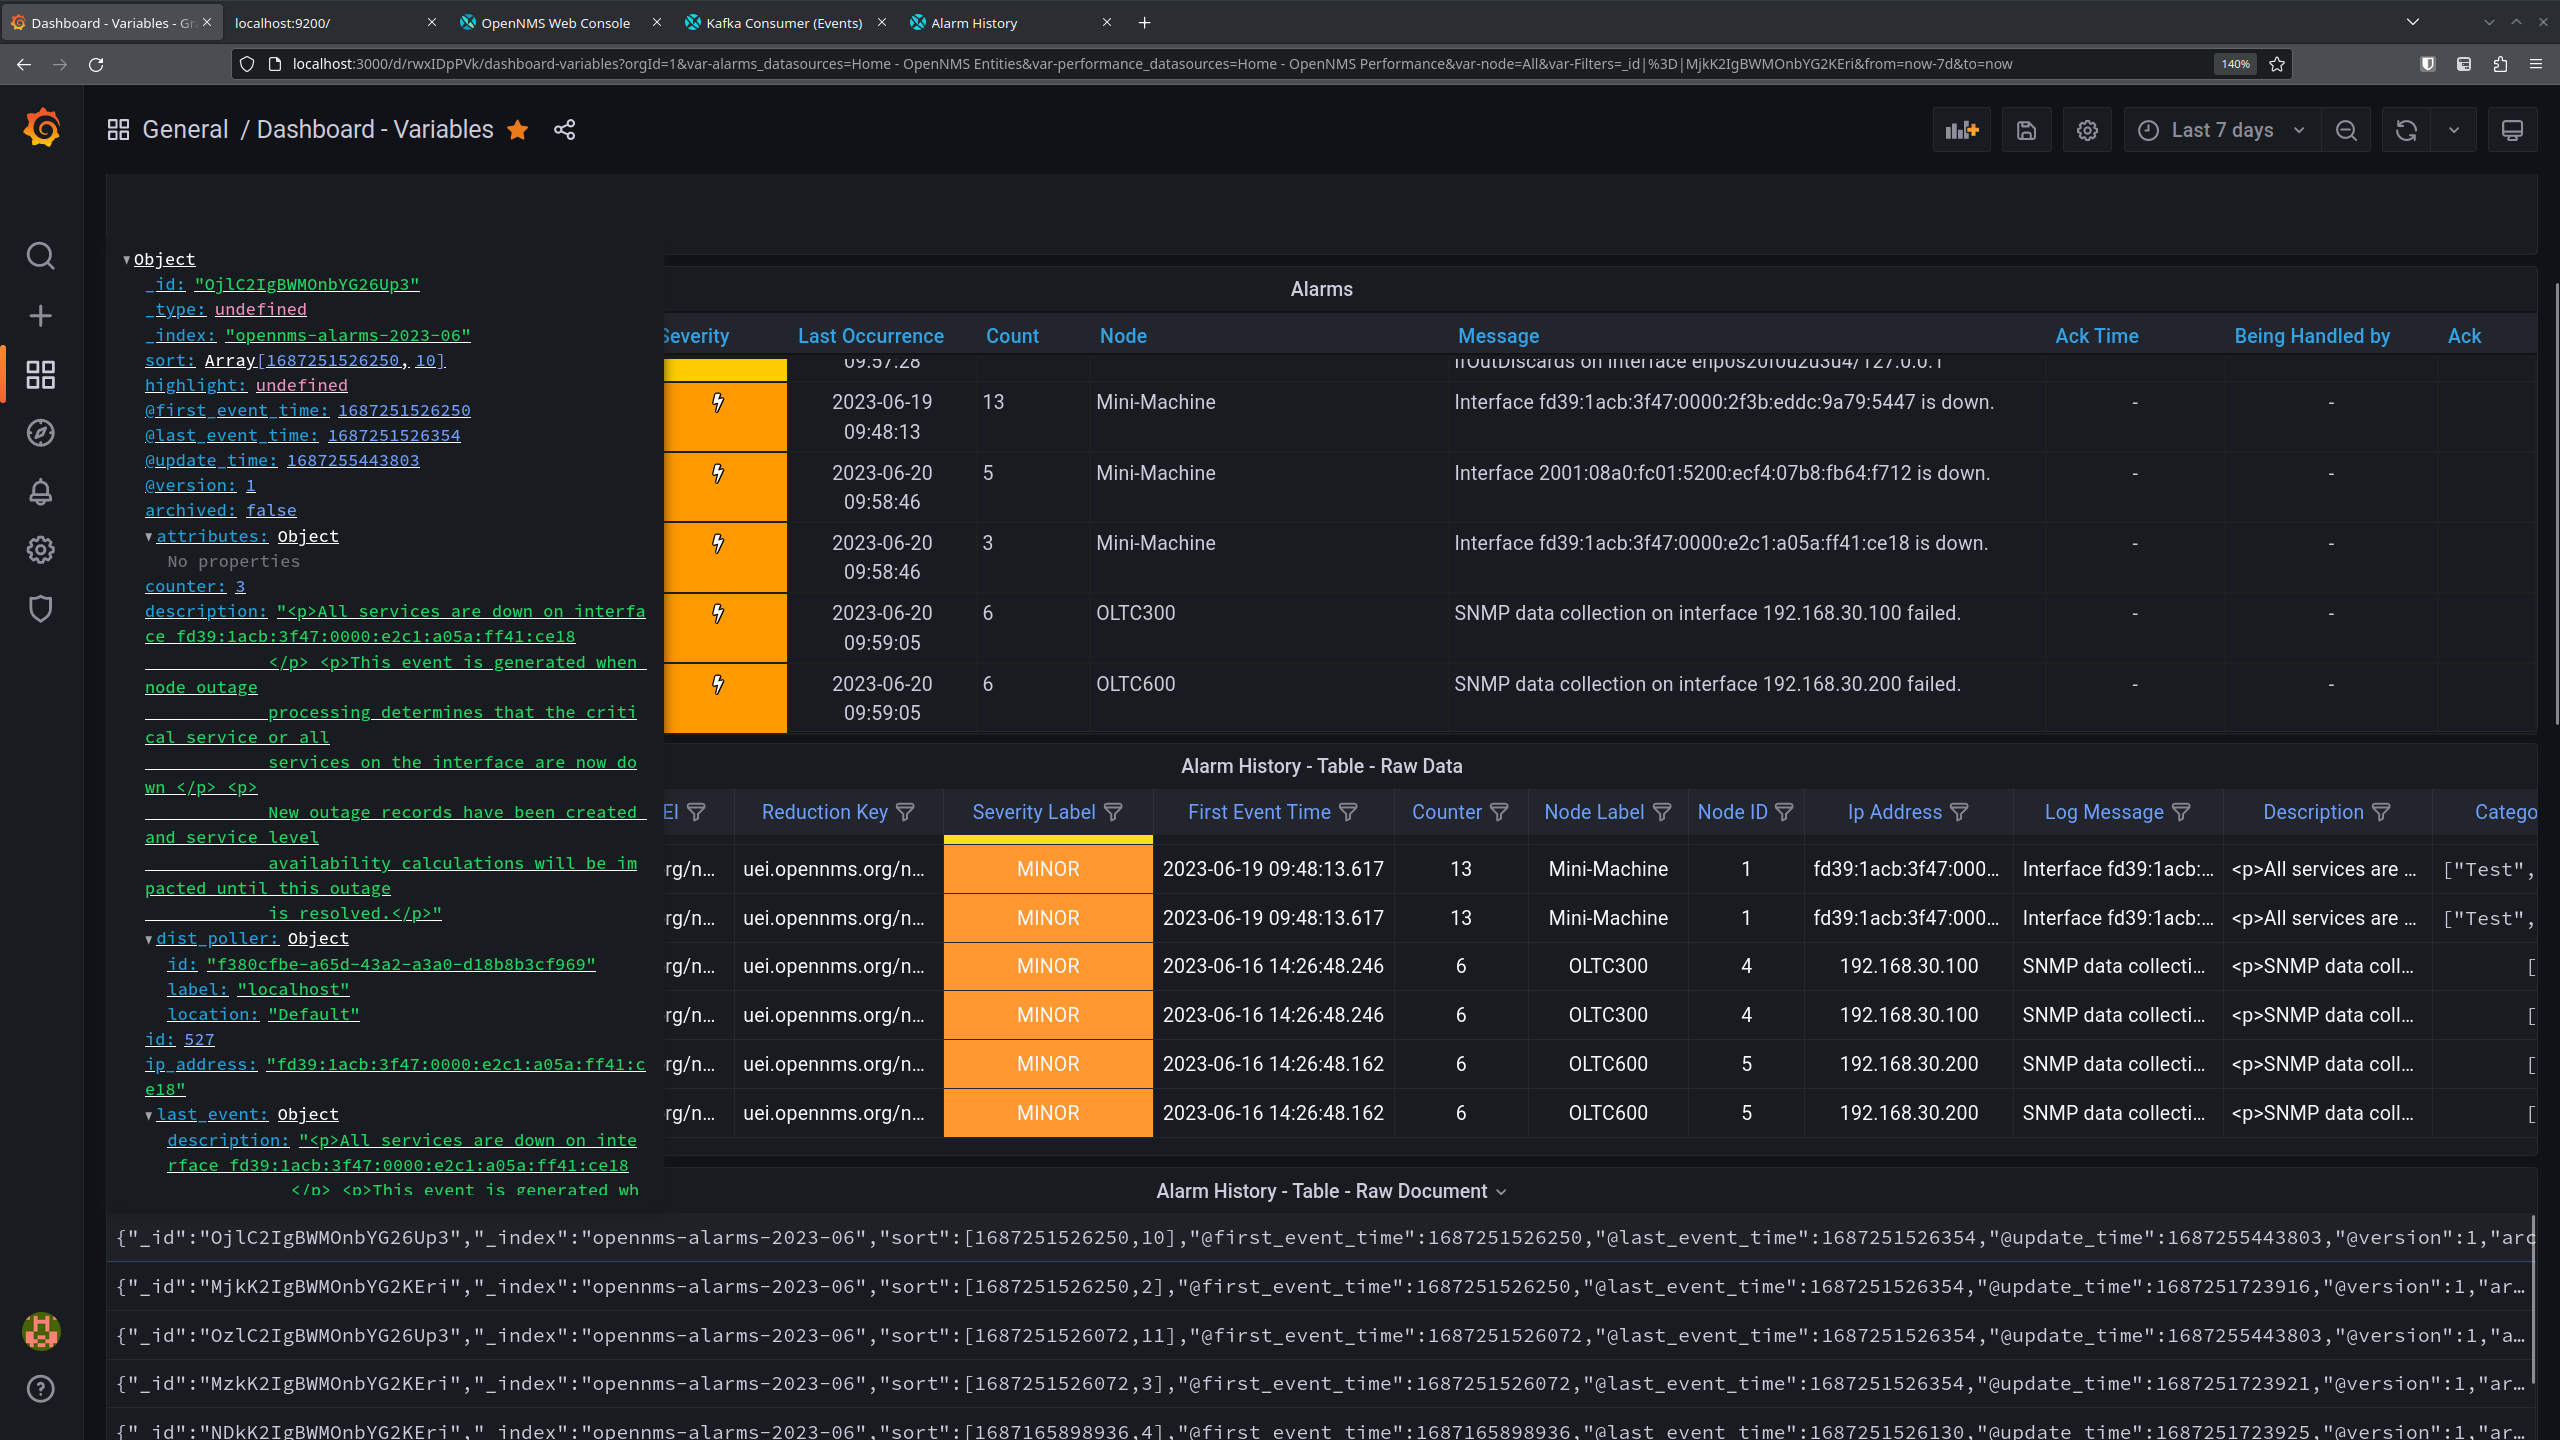 Dashboard - Variables - Gr
localhost:9200/
OpenNMS Web Console
Kafka Consumer (Events)
Alarm History
localhost:3000/d/rwxIDpPVk/dashboard-variables?orgId=1&var-alarms_datasources=Home - OpenNMS Entities&var-performance_datasources=Home - OpenNMS Performance&var-node=All&var-Filters=_id|%3D|MjkK2IgBWMOnbYG2KEri&from=now-7d&to=now
140%
General / Dashboard - Variables
Last 7 days
Object
_id: "OjlC2IgBWMOnbYG26Up3"
_type: undefined
_index: "opennms-alarms-2023-06"
sort: Array[1687251526250, 10]
highlight: undefined
@first_event_time: 1687251526250
@last_event_time: 1687251526354
@update_time: 1687255443803
@version: 1
archived: false
attributes: Object
No properties
counter: 3
description: "<p>All services are down on interfa
ce fd39:1acb:3f47:0000:e2c1:a05a:ff41:ce18
</p> <p>This event is generated when
node outage
processing determines that the criti
cal service or all
services on the interface are now do
wn </p> <p>
New outage records have been created
and service level
availability calculations will be im
pacted until this outage
is resolved.</p>"
dist_poller: Object
id: "f380cfbe-a65d-43a2-a3a0-d18b8b3cf969"
label: "localhost"
location: "Default"
id: 527
ip_address: "fd39:1acb:3f47:0000:e2c1:a05a:ff41:c
e18"
last_event: Object
description: "<p>All services are down on inte
rface fd39:1acb:3f47:0000:e2c1:a05a:ff41:ce18
</p> <p>This event is generated wh
Alarms
Severity Last Occurrence Count Node Message Ack Time Being Handled by Ack
09:57:28 ifOutDiscards on interface enp0s20f0u2u3u4/127.0.0.1
2023-06-19 13 Mini-Machine Interface fd39:1acb:3f47:0000:2f3b:eddc:9a79:5447 is down. - -
09:48:13
2023-06-20 5 Mini-Machine Interface 2001:08a0:fc01:5200:ecf4:07b8:fb64:f712 is down. - -
09:58:46
2023-06-20 3 Mini-Machine Interface fd39:1acb:3f47:0000:e2c1:a05a:ff41:ce18 is down. - -
09:58:46
2023-06-20 6 OLTC300 SNMP data collection on interface 192.168.30.100 failed. - -
09:59:05
2023-06-20 6 OLTC600 SNMP data collection on interface 192.168.30.200 failed. - -
09:59:05
Alarm History - Table - Raw Data
EI Reduction Key Severity Label First Event Time Counter Node Label Node ID Ip Address Log Message Description Catego
rg/n... uei.opennms.org/n... MINOR 2023-06-19 09:48:13.617 13 Mini-Machine 1 fd39:1acb:3f47:000... Interface fd39:1acb:... <p>All services are ... ["Test",
rg/n... uei.opennms.org/n... MINOR 2023-06-19 09:48:13.617 13 Mini-Machine 1 fd39:1acb:3f47:000... Interface fd39:1acb:... <p>All services are ... ["Test",
rg/n... uei.opennms.org/n... MINOR 2023-06-16 14:26:48.246 6 OLTC300 4 192.168.30.100 SNMP data collecti... <p>SNMP data coll... [
rg/n... uei.opennms.org/n... MINOR 2023-06-16 14:26:48.246 6 OLTC300 4 192.168.30.100 SNMP data collecti... <p>SNMP data coll... [
rg/n... uei.opennms.org/n... MINOR 2023-06-16 14:26:48.162 6 OLTC600 5 192.168.30.200 SNMP data collecti... <p>SNMP data coll... [
rg/n... uei.opennms.org/n... MINOR 2023-06-16 14:26:48.162 6 OLTC600 5 192.168.30.200 SNMP data collecti... <p>SNMP data coll... [
Alarm History - Table - Raw Document
{"_id":"OjlC2IgBWMOnbYG26Up3","_index":"opennms-alarms-2023-06","sort":[1687251526250,10],"@first_event_time":1687251526250,"@last_event_time":1687251526354,"@update_time":1687255443803,"@version":1,"arc
{"_id":"MjkK2IgBWMOnbYG2KEri","_index":"opennms-alarms-2023-06","sort":[1687251526250,2],"@first_event_time":1687251526250,"@last_event_time":1687251526354,"@update_time":1687251723916,"@version":1,"ar...
{"_id":"OzlC2IgBWMOnbYG26Up3","_index":"opennms-alarms-2023-06","sort":[1687251526072,11],"@first_event_time":1687251526072,"@last_event_time":1687251526354,"@update_time":1687255443803,"@version":1,"a...
{"_id":"MzkK2IgBWMOnbYG2KEri","_index":"opennms-alarms-2023-06","sort":[1687251526072,3],"@first_event_time":1687251526072,"@last_event_time":1687251526354,"@update_time":1687251723921,"@version":1,"ar...
{"_id":"NDkK2IgBWMOnbYG2KEri","_index":"opennms-alarms-2023-06","sort":[1687165898936,4],"@first_event_time":1687165898936,"@last_event_time":1687251526130,"@update_time":1687251723925,"@version":1,"ar...